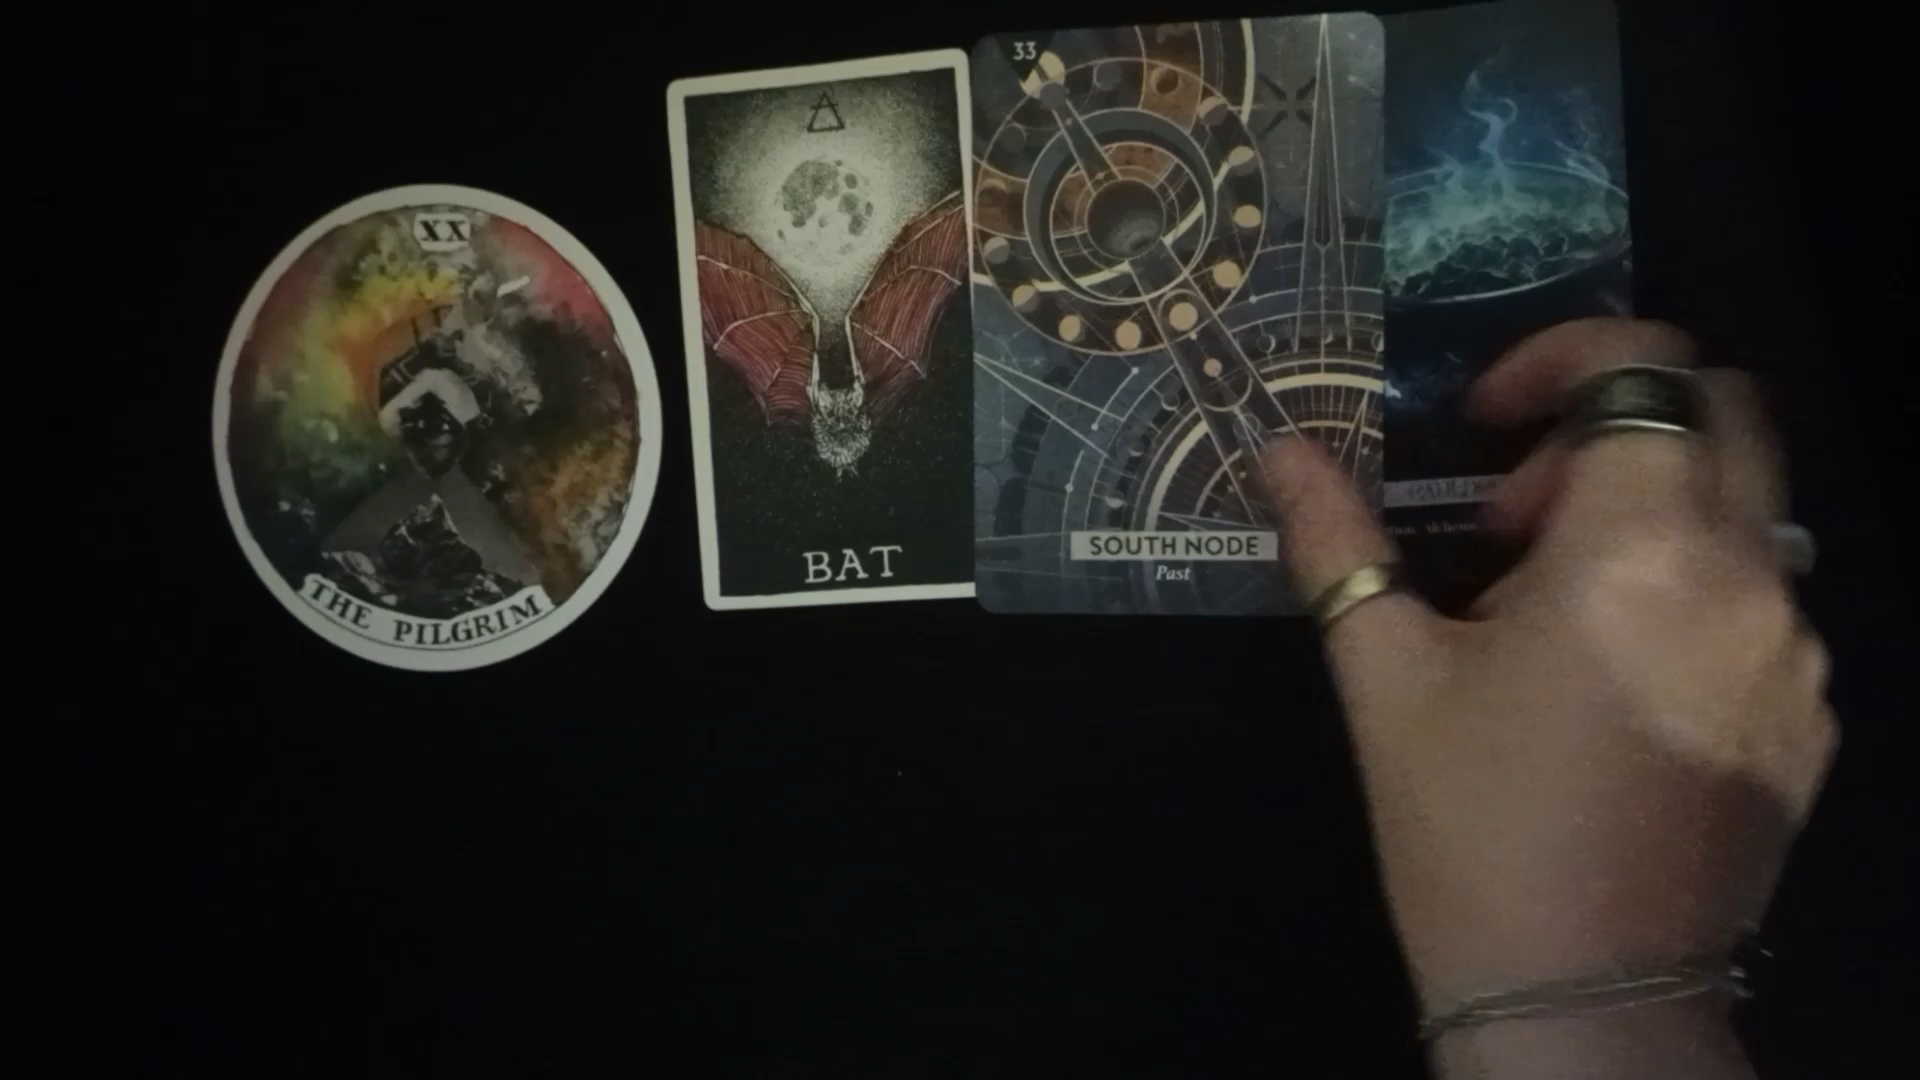 XX
THE PILGRIM
BAT
33
SOUTH NODE
Past